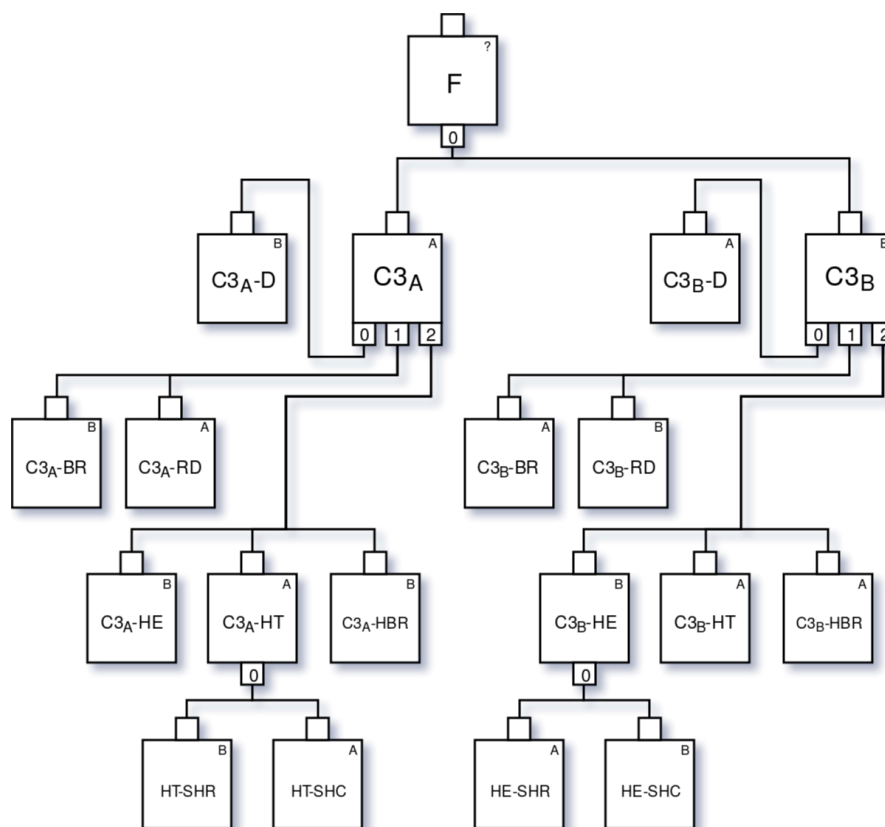 ?
F
0
B
C3A-D
A
C3A
0 1 2
A
C3B-D
B
C3B
0 1 2
B
C3A-BR
A
C3A-RD
A
C3B-BR
B
C3B-RD
B
C3A-HE
A
C3A-HT
0
B
C3A-HBR
B
C3B-HE
0
A
C3B-HT
A
C3B-HBR
B
HT-SHR
A
HT-SHC
A
HE-SHR
B
HE-SHC